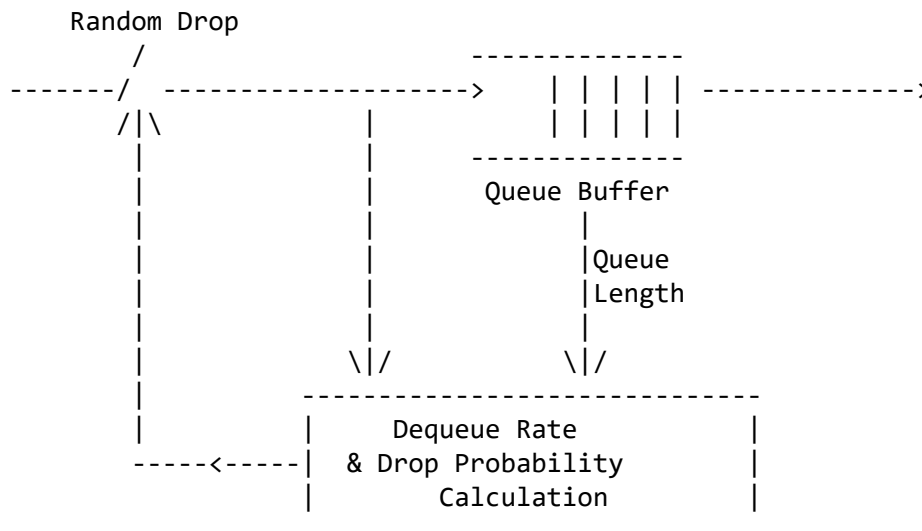 Random Drop
Queue Buffer
Queue
Length
Dequeue Rate
& Drop Probability
Calculation